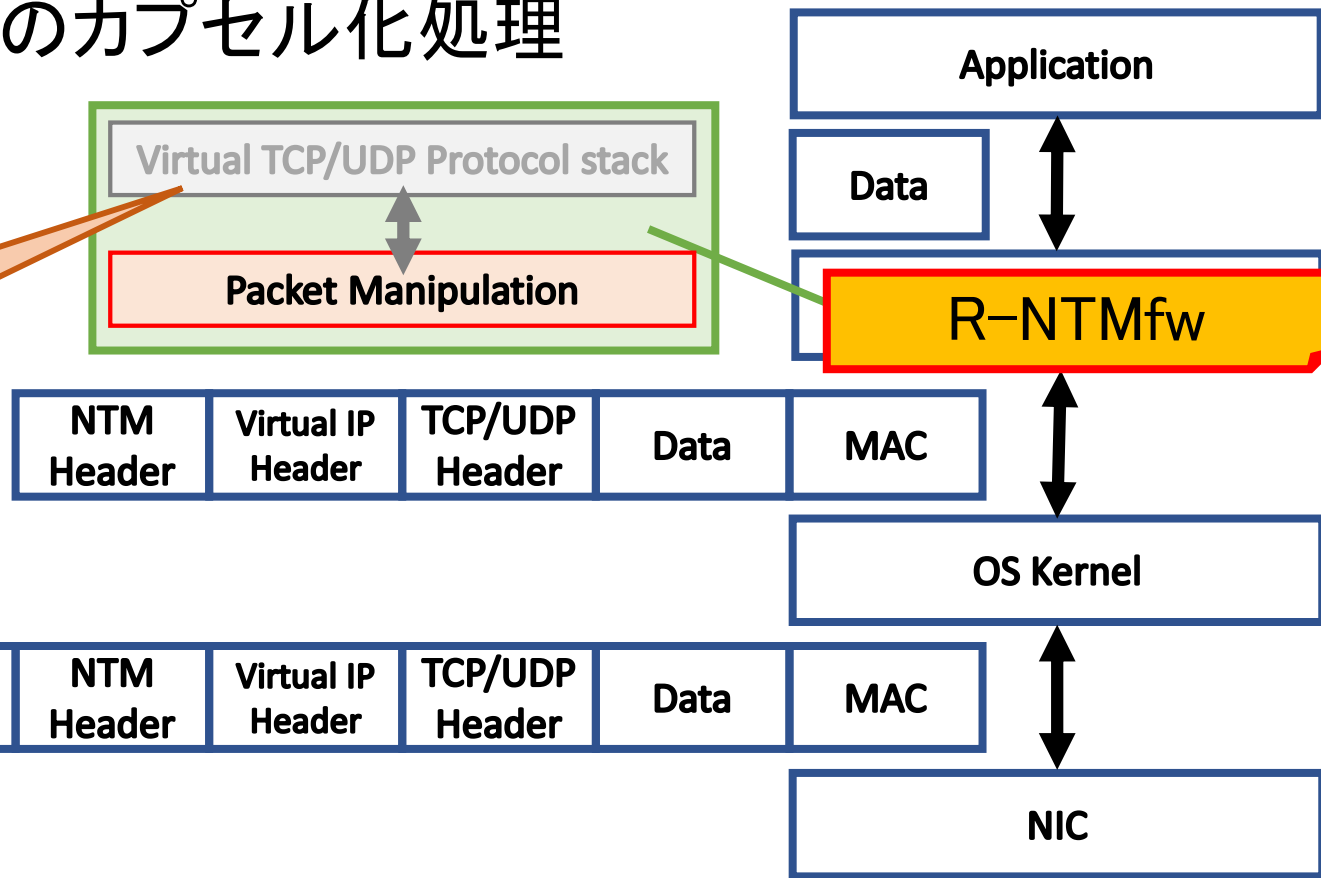 のカプセル化処理
Application
Virtual TCP/UDP Protocol stack
Data
Packet Manipulation
R-NTMfw
NTM
Header
Virtual IP
Header
TCP/UDP
Header
Data
MAC
OS Kernel
NTM
Header
Virtual IP
Header
TCP/UDP
Header
Data
MAC
NIC